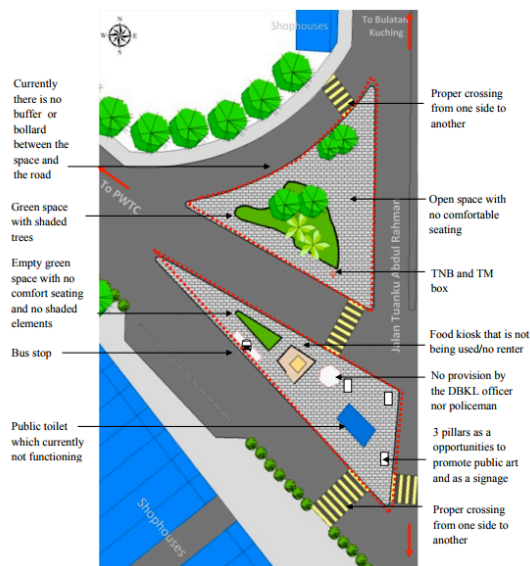 N
W
E
S
Shophouses
To Bulatan
Kuching
Currently
there is no
buffer or
bollard
between the
space and
the road
To PWTC
Green space
with shaded
trees
Empty green
space with no
comfort seating
and no shaded
elements
Bus stop
Public toilet
which currently
not functioning
Shophouses
Jalan Tuanku Abdul Rahman
Proper crossing
from one side to
another
Open space with
no comfortable
seating
TNB and TM
box
Food kiosk that is not
being used/no renter
No provision by
the DBKL officer
nor policeman
3 pillars as a
opportunities to
promote public art
and as a signage
Proper crossing
from one side to
another